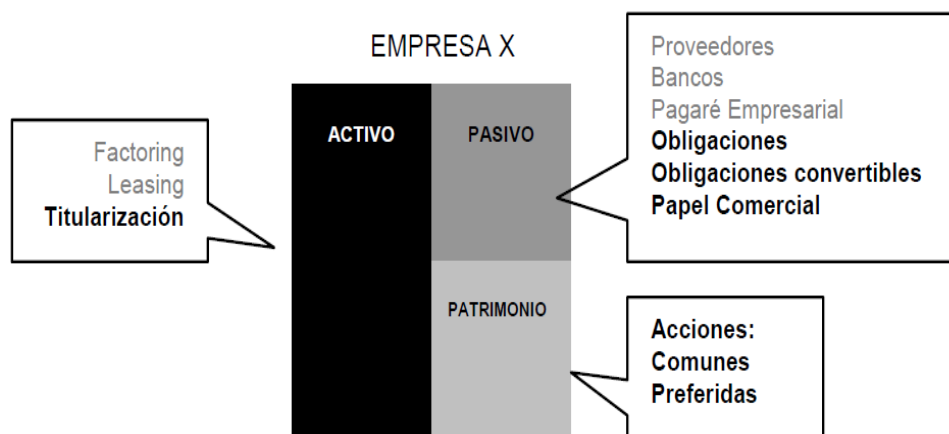 EMPRESA X
Factoring
Leasing
Titularización
ACTIVO
PASIVO
PATRIMONIO
Proveedores
Bancos
Pagaré Empresarial
Obligaciones
Obligaciones convertibles
Papel Comercial
Acciones:
Comunes
Preferidas